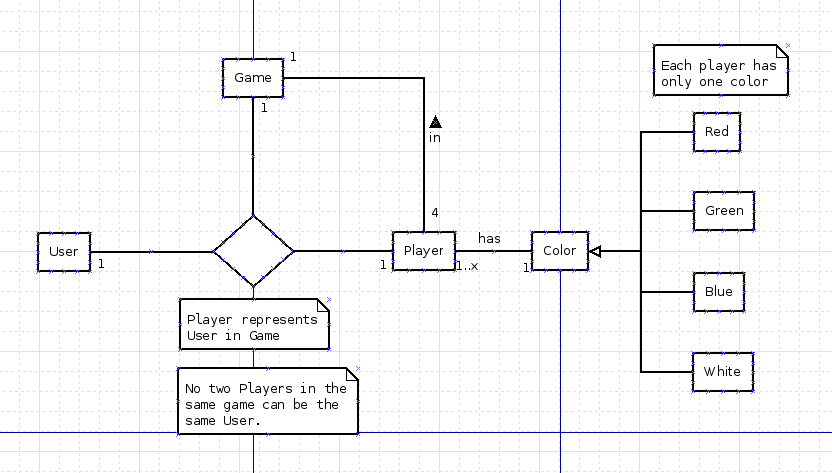 1
Game
1
Each player has
only one color
Red
in
4
Green
has
User
1
Player
1
1..x
Color
1
Blue
Player represents
User in Game
White
No two Players in the
same game can be the
same User.